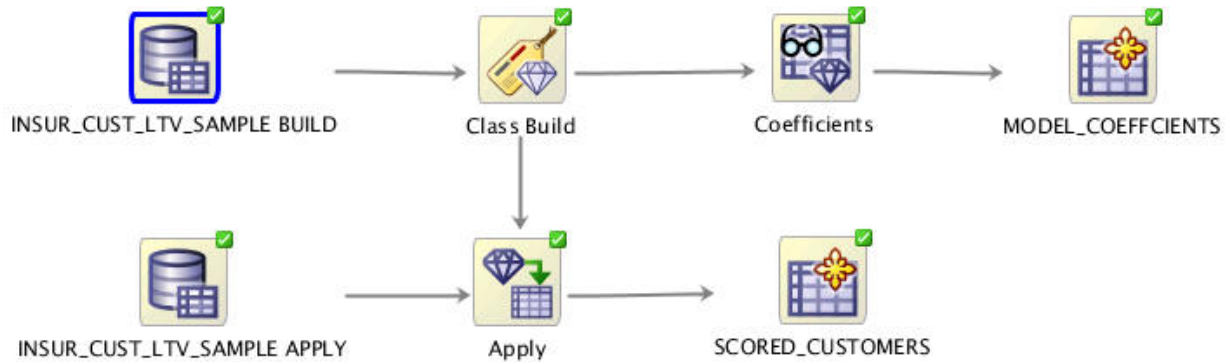 INSUR_CUST_LTV_SAMPLE BUILD
Class Build
Coefficients
MODEL_COEFFCIENTS
INSUR_CUST_LTV_SAMPLE APPLY
Apply
SCORED_CUSTOMERS